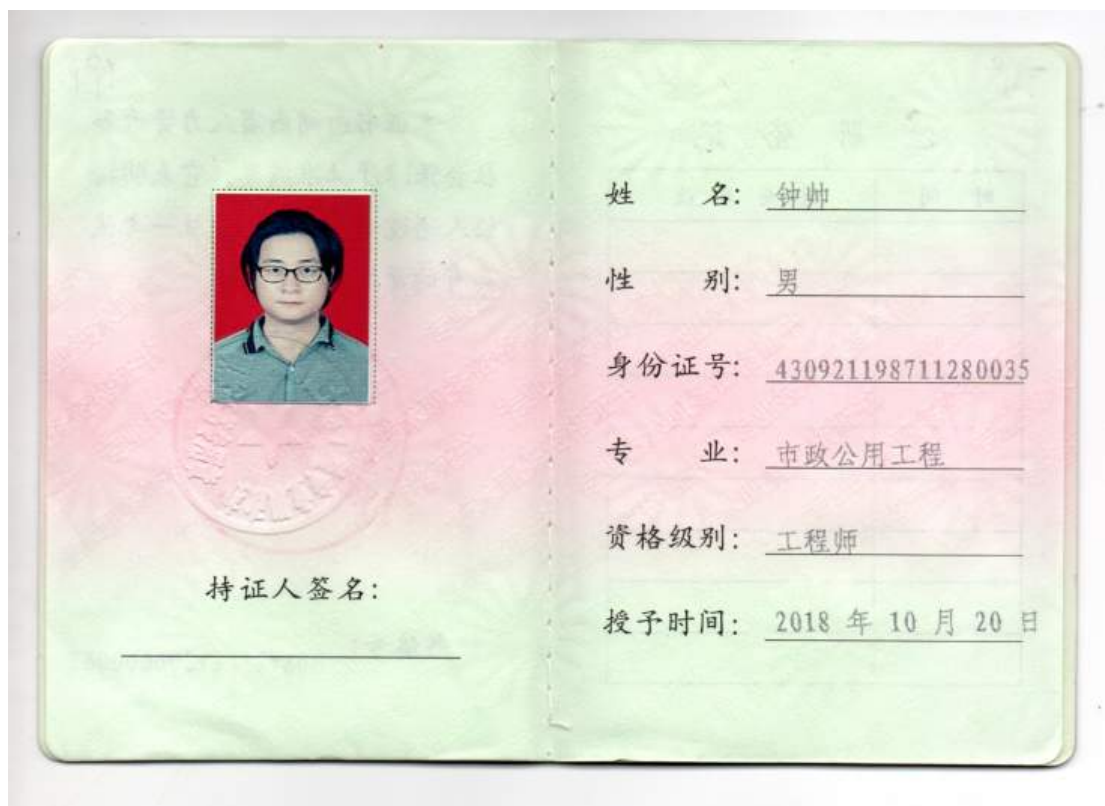 持证人签名:
姓 名: 钟帅
性 别: 男
身份证号: 430921198711280035
专 业: 市政公用工程
资格级别: 工程师
授予时间: 2018 年 10 月 20 日